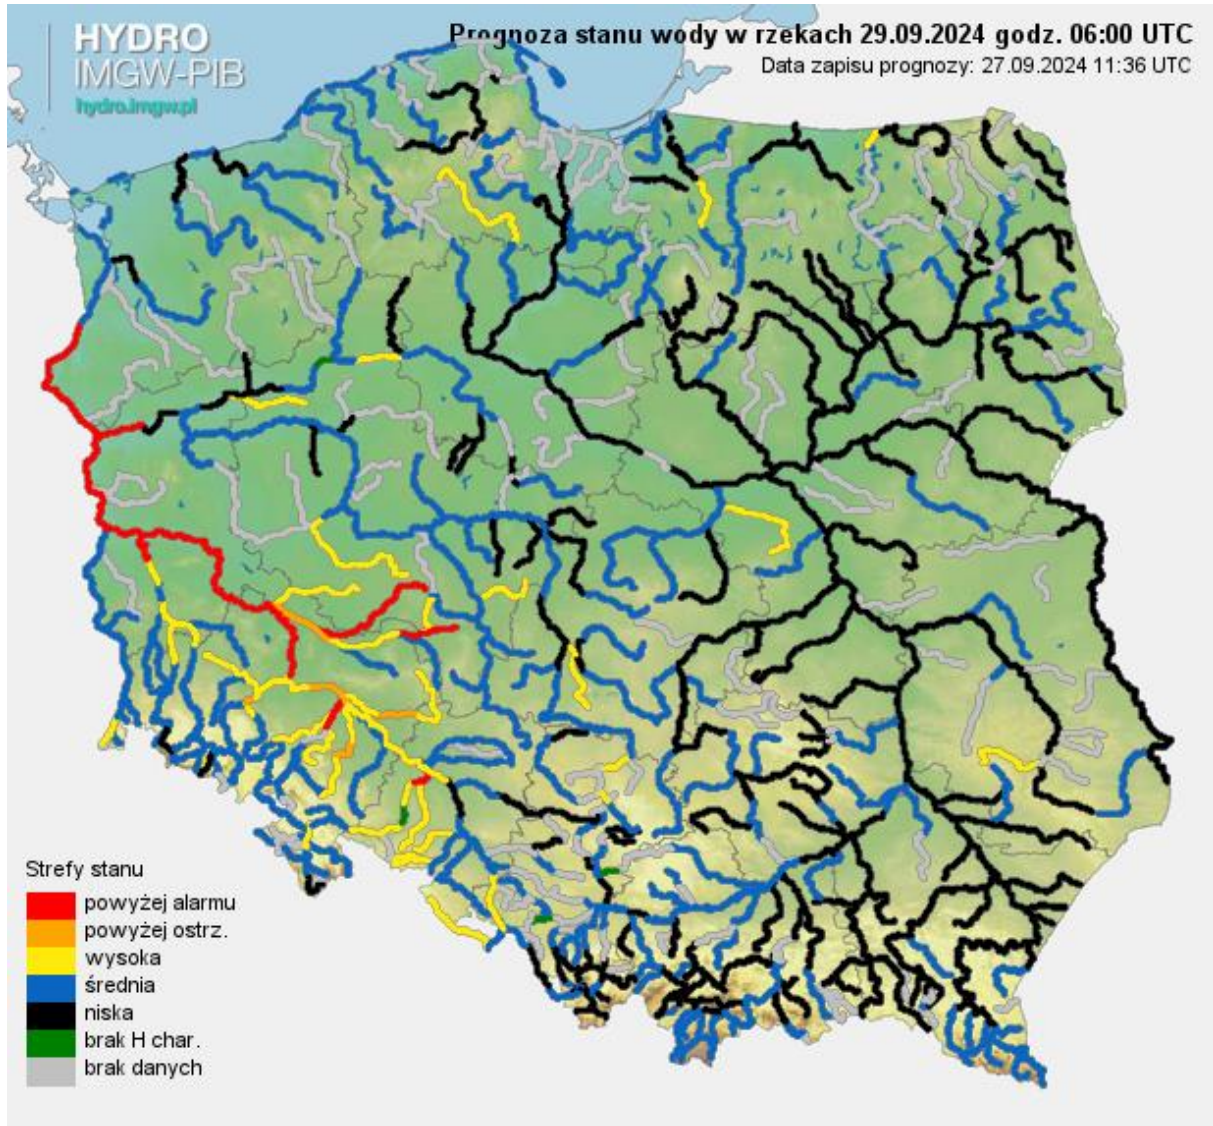 HYDRO
IMGW-PIB
hydro.imgw.pl
Prognoza stanu wody w rzekach 29.09.2024 godz. 06:00 UTC
Data zapisu prognozy: 27.09.2024 11:36 UTC
Strefy stanu
powyżej alarmu
powyżej ostrz.
wysoka
średnia
niska
brak H char.
brak danych